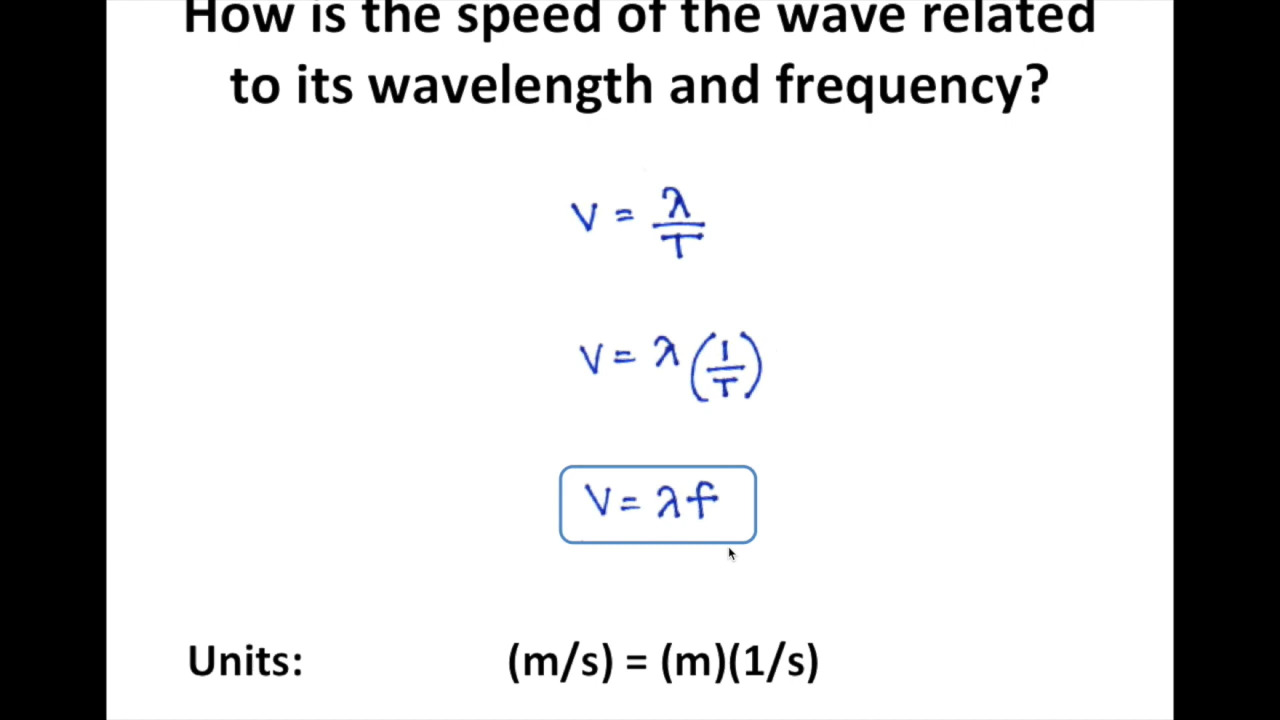 How is the speed of the wave related
to its wavelength and frequency?
V = λ/T
V = λ (1/T)
V = λf
Units: (m/s) = (m)(1/s)